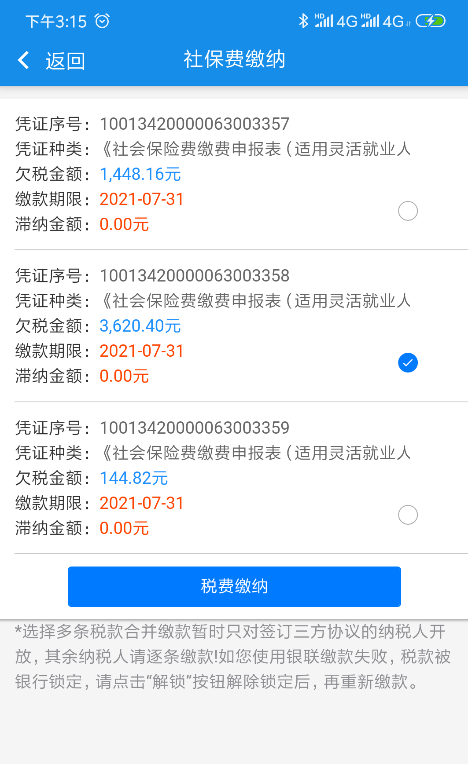 下午3:15
HD 4G HD 4G
返回
社保费缴纳
凭证序号：10013420000063003357
凭证种类：《社会保险费缴费申报表（适用灵活就业人
欠税金额：1,448.16元
缴款期限：2021-07-31
滞纳金额：0.00元
凭证序号：10013420000063003358
凭证种类：《社会保险费缴费申报表（适用灵活就业人
欠税金额：3,620.40元
缴款期限：2021-07-31
滞纳金额：0.00元
凭证序号：10013420000063003359
凭证种类：《社会保险费缴费申报表（适用灵活就业人
欠税金额：144.82元
缴款期限：2021-07-31
滞纳金额：0.00元
税费缴纳
*选择多条税款合并缴款暂时只对签订三方协议的纳税人开
放，其余纳税人请逐条缴款!如您使用银联缴款失败，税款被
银行锁定，请点击“解锁”按钮解除锁定后，再重新缴款。